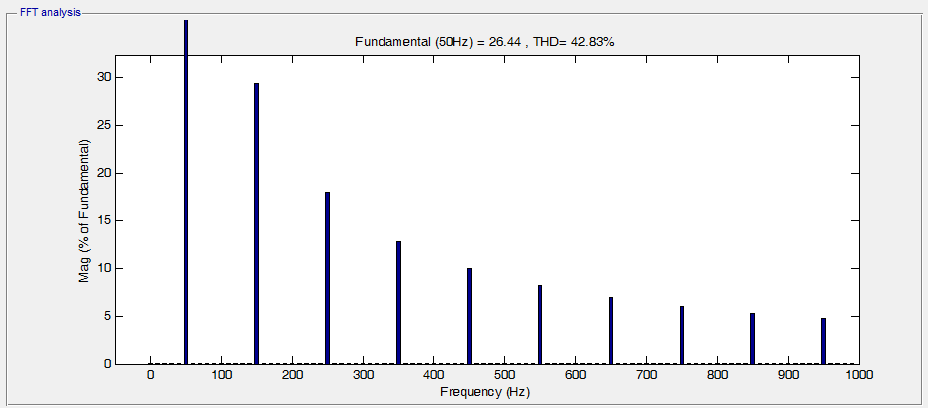 FFT analysis
Fundamental (50Hz) = 26.44 , THD= 42.83%
30
25
20
15
10
5
0
Mag (% of Fundamental)
0 100 200 300 400 500 600 700 800 900 1000
Frequency (Hz)